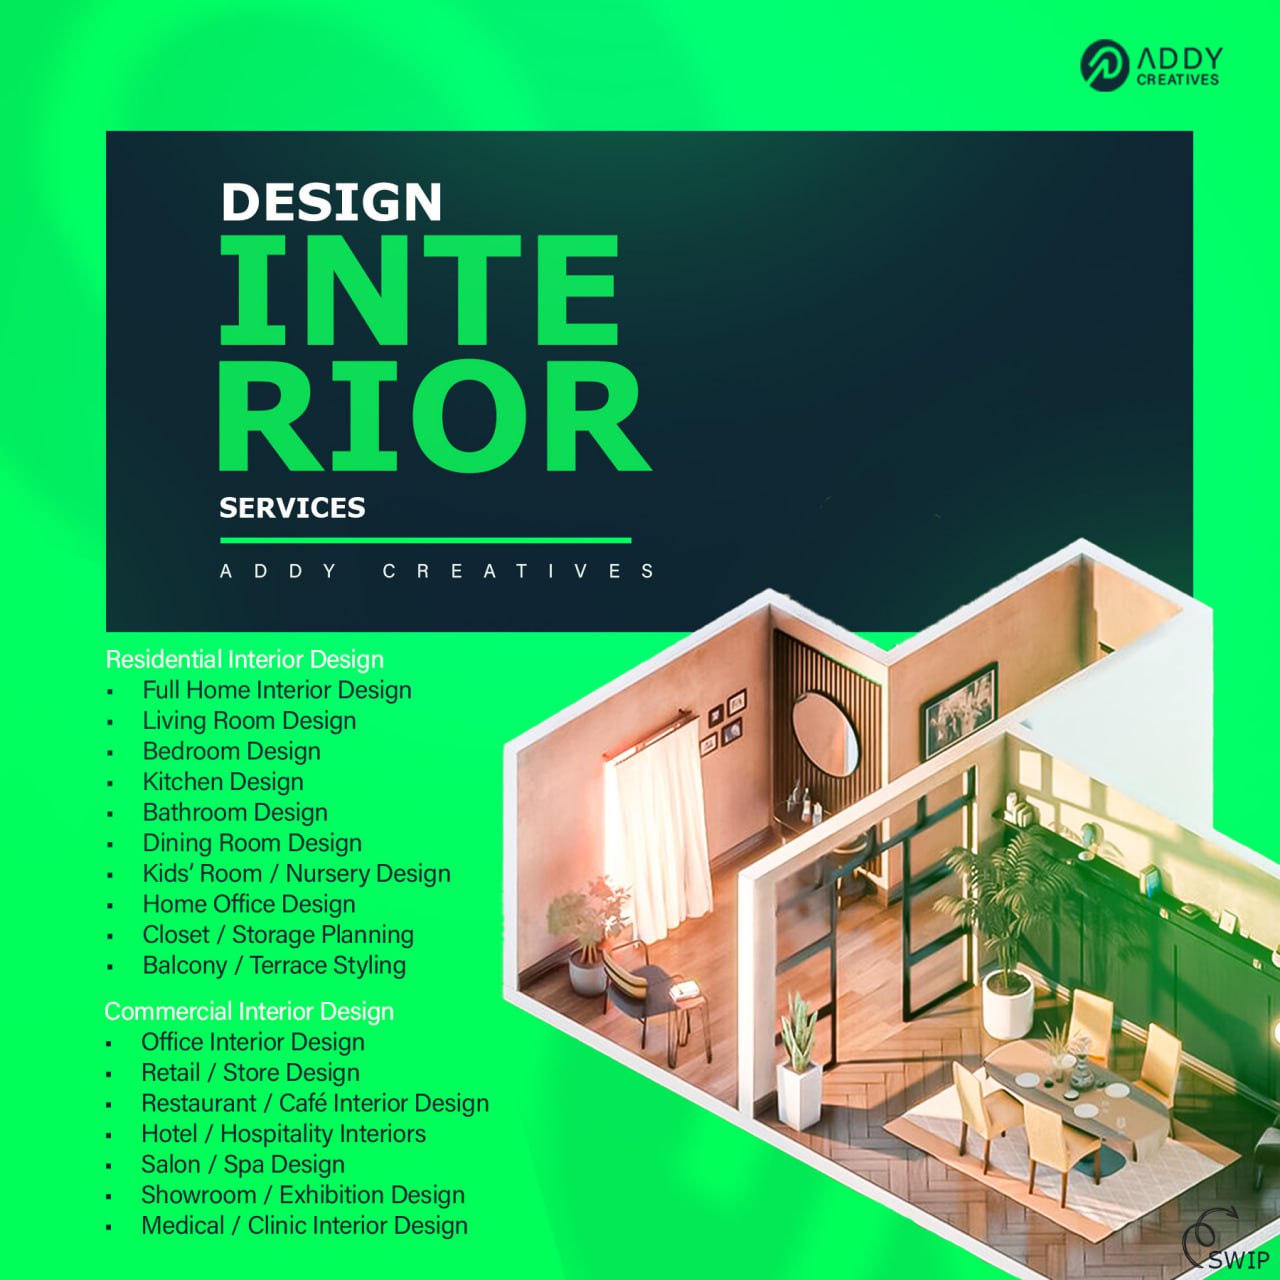 ADDY
CREATIVES
DESIGN
INTE
RIOR
SERVICES
ADDY CREATIVES
Residential Interior Design
▪ Full Home Interior Design
▪ Living Room Design
▪ Bedroom Design
▪ Kitchen Design
▪ Bathroom Design
▪ Dining Room Design
▪ Kids’ Room / Nursery Design
▪ Home Office Design
▪ Closet / Storage Planning
▪ Balcony / Terrace Styling
Commercial Interior Design
▪ Office Interior Design
▪ Retail / Store Design
▪ Restaurant / Café Interior Design
▪ Hotel / Hospitality Interiors
▪ Salon / Spa Design
▪ Showroom / Exhibition Design
▪ Medical / Clinic Interior Design
SWIP